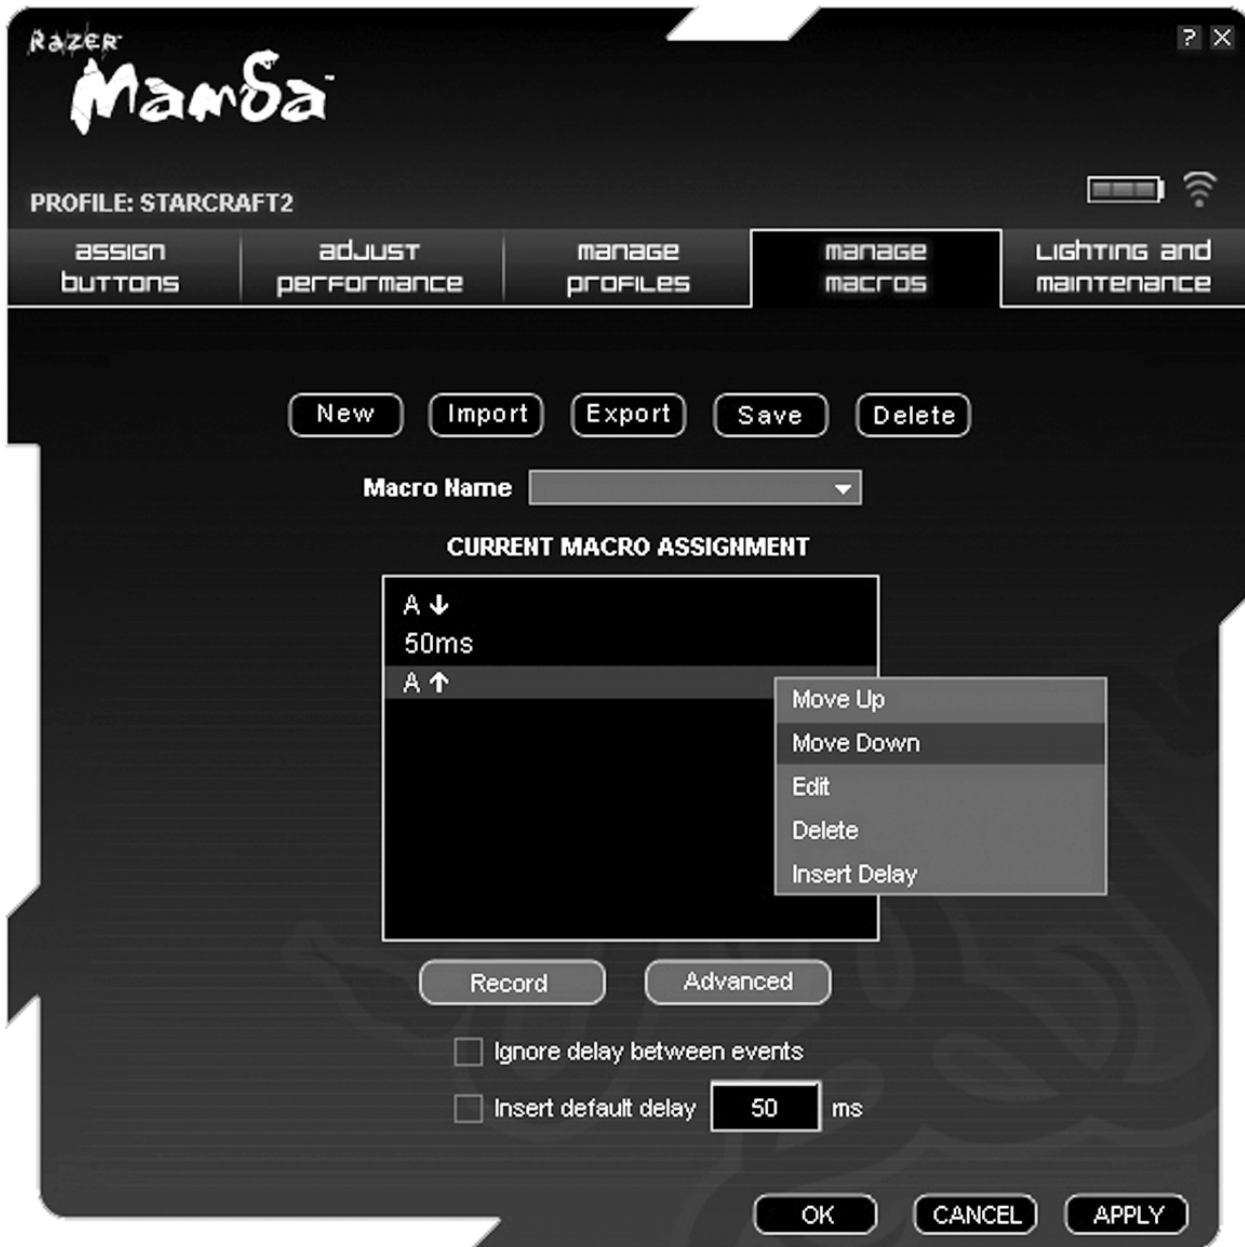 RAZER
Mamba™
? X
PROFILE: STARCRAFT2
assign buttons
adjust performance
manage profiles
manage macros
Lighting and maintenance
New Import Export Save Delete
Macro Name
CURRENT MACRO ASSIGNMENT
A ↓
50ms
A ↑
Move Up
Move Down
Edit
Delete
Insert Delay
Record Advanced
Ignore delay between events
Insert default delay 50 ms
OK CANCEL APPLY